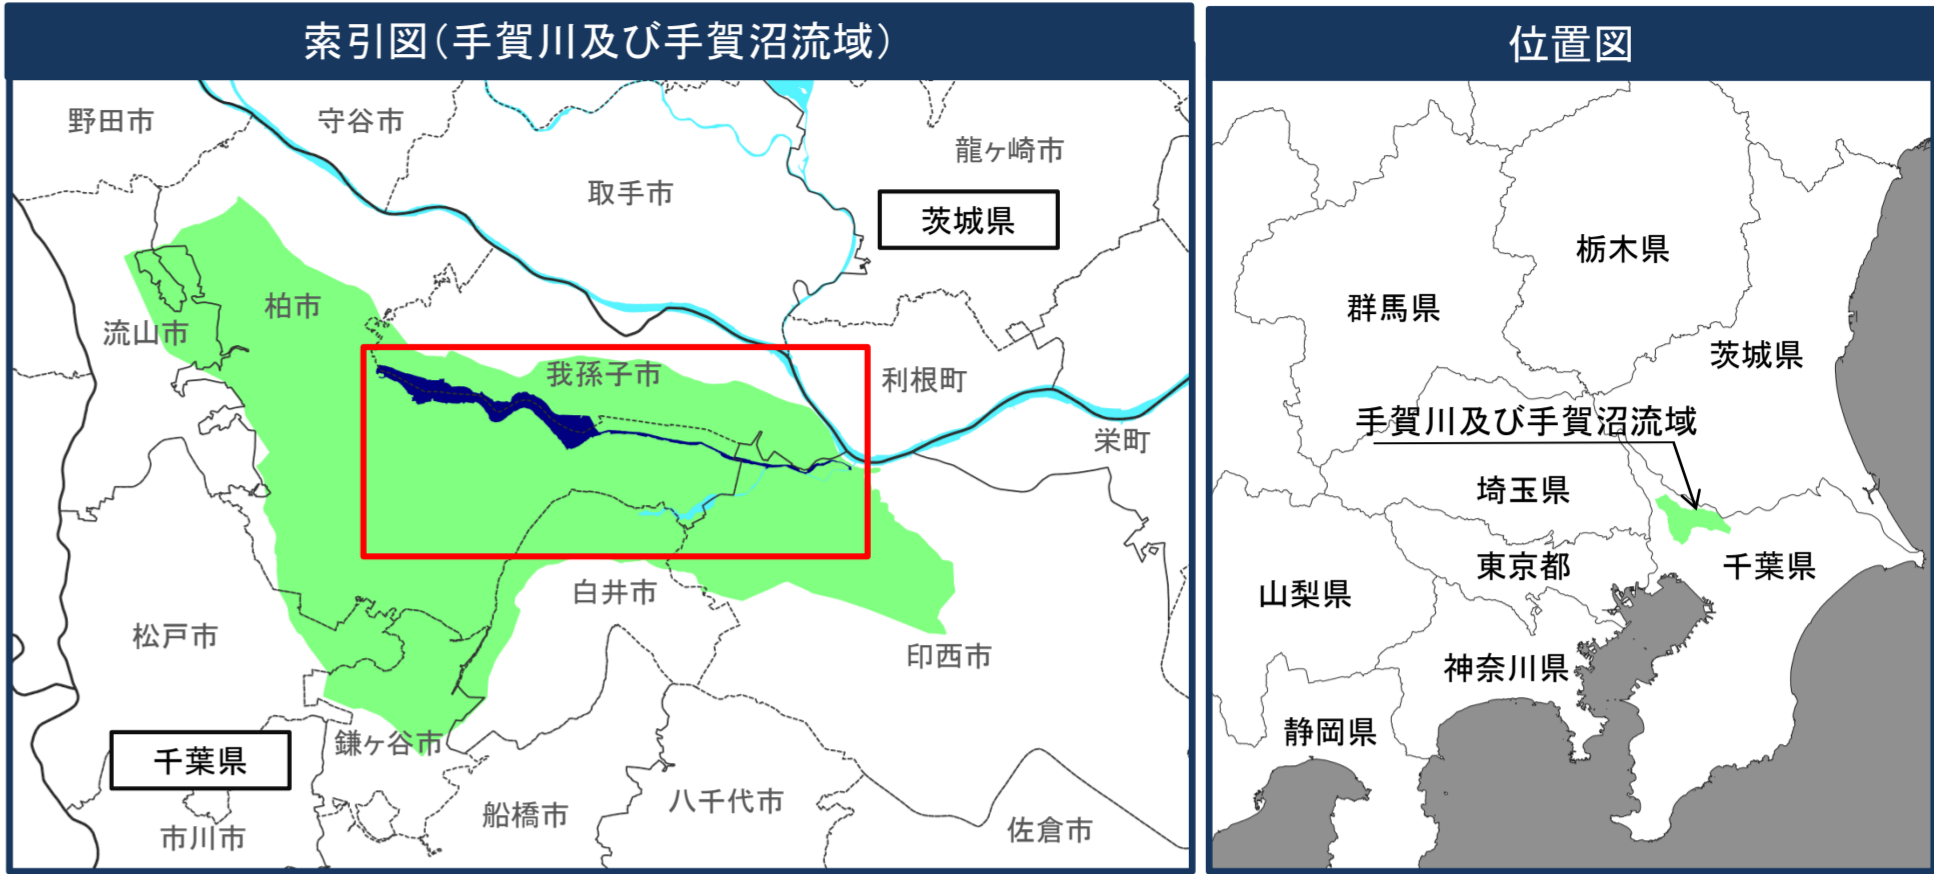 索引図(手賀川及び手賀沼流域)
野田市
守谷市
龍ヶ崎市
取手市
茨城県
柏市
流山市
我孫子市
利根町
栄町
白井市
松戸市
印西市
鎌ヶ谷市
千葉県
船橋市
八千代市
市川市
佐倉市
位置図
栃木県
群馬県
茨城県
手賀川及び手賀沼流域
埼玉県
東京都
千葉県
山梨県
神奈川県
静岡県